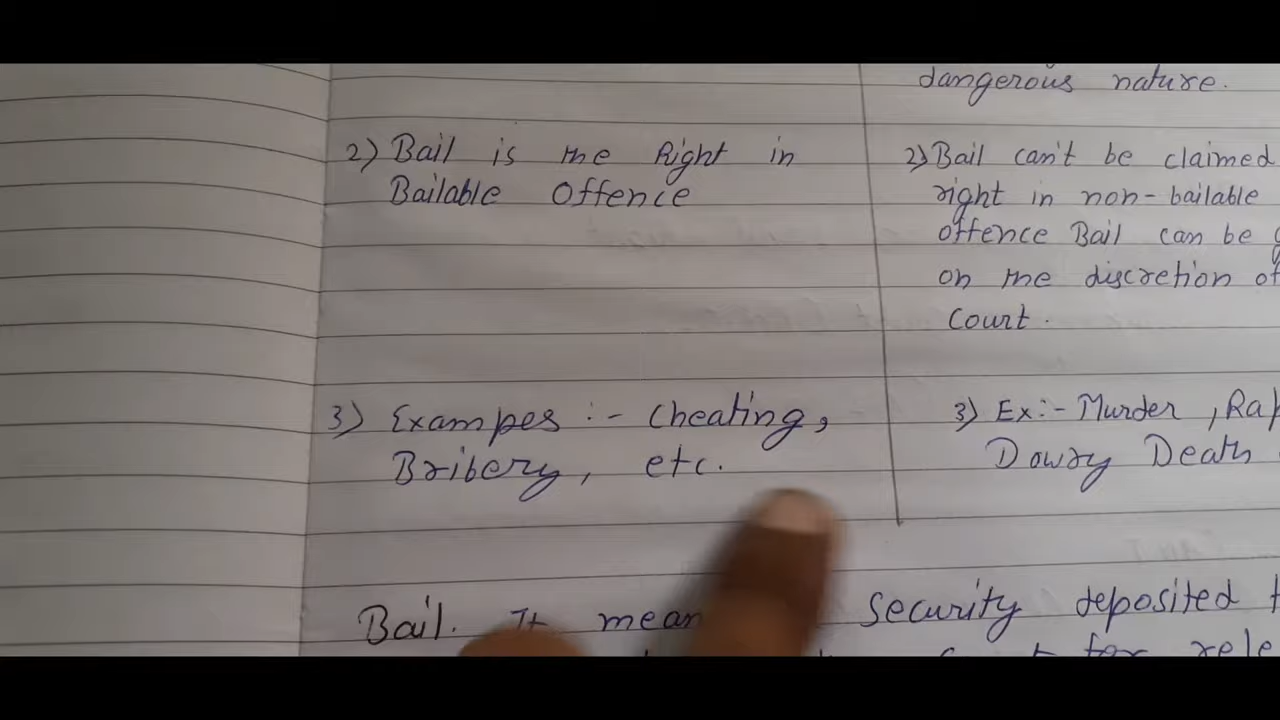 dangerous nature.
2) Bail is the Right in
Bailable Offence
2) Bail can't be claimed
right in non-bailable
offence Bail can be
on the discretion of
Court.
3) Exampes :- Cheating,
Bribery, etc.
3) Ex:- Murder,
Dowry Death
Bail. It security deposited
for